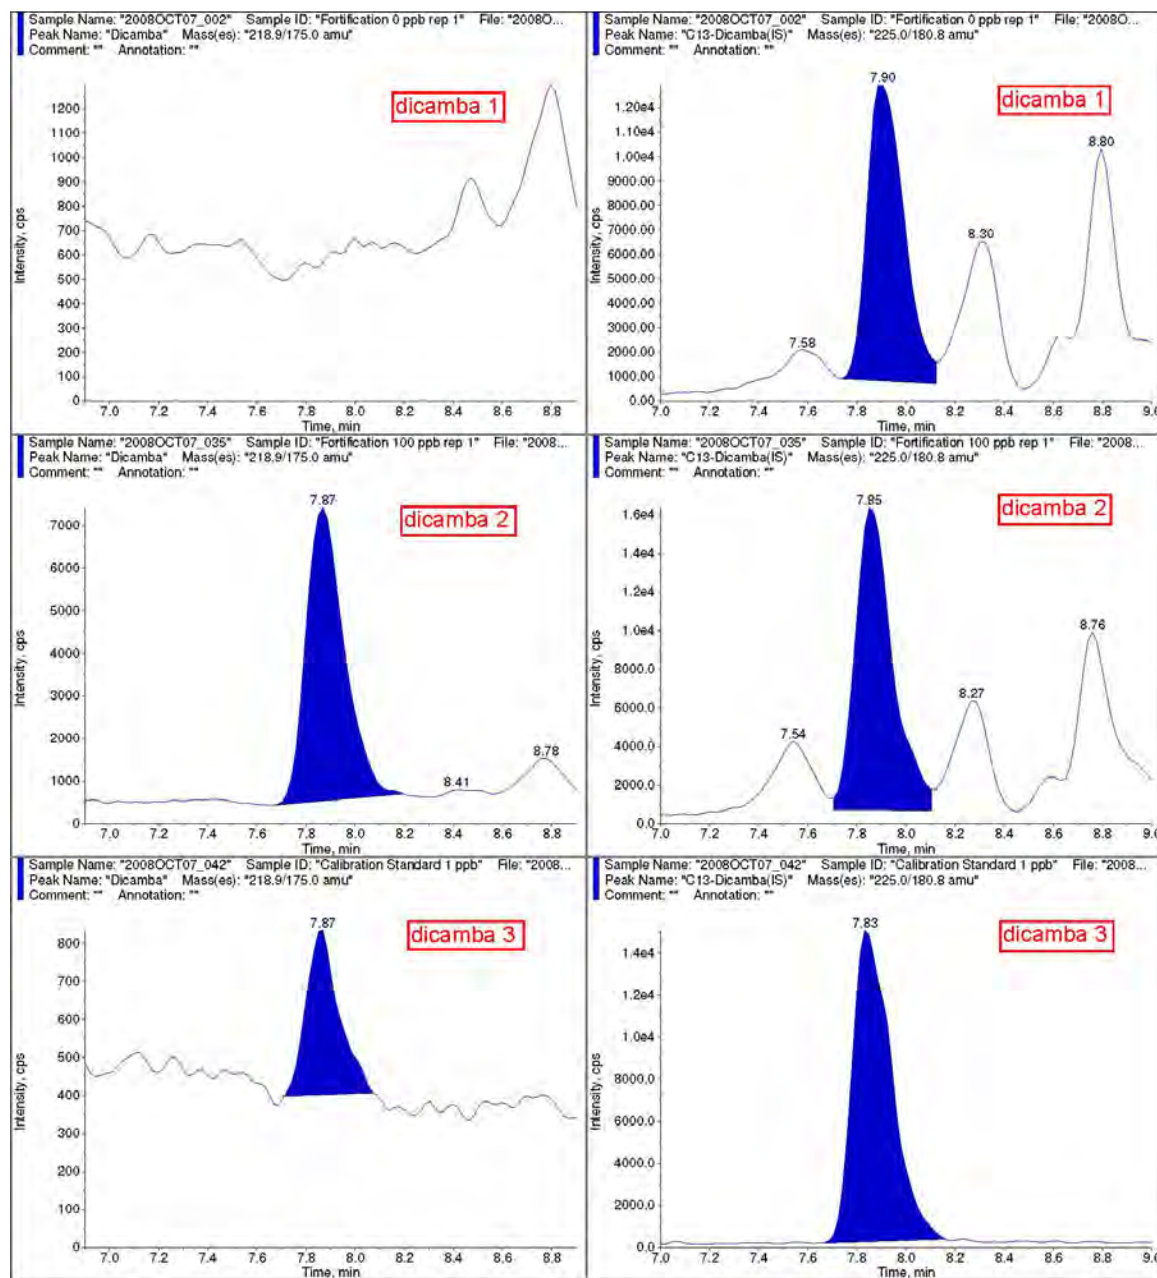 Sample Name: "2008OCT07_002" Sample ID: "Fortification 0 ppb rep 1" File: "2008O...
Peak Name: "Dicamba" Mass(es): "218.9/175.0 amu"
Comment: "" Annotation: ""
dicamba 1
1200
1100
1000
900
800
700
600
500
400
300
200
100
0
Intensity, cps
7.0 7.2 7.4 7.6 7.8 8.0 8.2 8.4 8.6 8.8
Time, min
Sample Name: "2008OCT07_002" Sample ID: "Fortification 0 ppb rep 1" File: "2008O...
Peak Name: "C13-Dicamba(IS)" Mass(es): "225.0/180.8 amu"
Comment: "" Annotation: ""
7.90
dicamba 1
8.80
8.30
7.58
1.20e4
1.10e4
1.00e4
9000.00
8000.00
7000.00
6000.00
5000.00
4000.00
3000.00
2000.00
1000.00
0.00
Intensity, cps
7.0 7.2 7.4 7.6 7.8 8.0 8.2 8.4 8.6 8.8 9.0
Time, min
Sample Name: "2008OCT07_035" Sample ID: "Fortification 100 ppb rep 1" File: "2008...
Peak Name: "Dicamba" Mass(es): "218.9/175.0 amu"
Comment: "" Annotation: ""
7.87
dicamba 2
8.41
8.78
7000
6000
5000
4000
3000
2000
1000
0
Intensity, cps
7.0 7.2 7.4 7.6 7.8 8.0 8.2 8.4 8.6 8.8
Time, min
Sample Name: "2008OCT07_035" Sample ID: "Fortification 100 ppb rep 1" File: "2008...
Peak Name: "C13-Dicamba(IS)" Mass(es): "225.0/180.8 amu"
Comment: "" Annotation: ""
7.85
dicamba 2
8.76
8.27
7.54
1.6e4
1.4e4
1.2e4
1.0e4
8000.0
6000.0
4000.0
2000.0
0.0
Intensity, cps
7.0 7.2 7.4 7.6 7.8 8.0 8.2 8.4 8.6 8.8 9.0
Time, min
Sample Name: "2008OCT07_042" Sample ID: "Calibration Standard 1 ppb" File: "2008...
Peak Name: "Dicamba" Mass(es): "218.9/175.0 amu"
Comment: "" Annotation: ""
7.87
dicamba 3
800
700
600
500
400
300
200
100
0
Intensity, cps
7.0 7.2 7.4 7.6 7.8 8.0 8.2 8.4 8.6 8.8
Time, min
Sample Name: "2008OCT07_042" Sample ID: "Calibration Standard 1 ppb" File: "2008...
Peak Name: "C13-Dicamba(IS)" Mass(es): "225.0/180.8 amu"
Comment: "" Annotation: ""
7.83
dicamba 3
1.4e4
1.2e4
1.0e4
8000.0
6000.0
4000.0
2000.0
0.0
Intensity, cps
7.0 7.2 7.4 7.6 7.8 8.0 8.2 8.4 8.6 8.8 9.0
Time, min